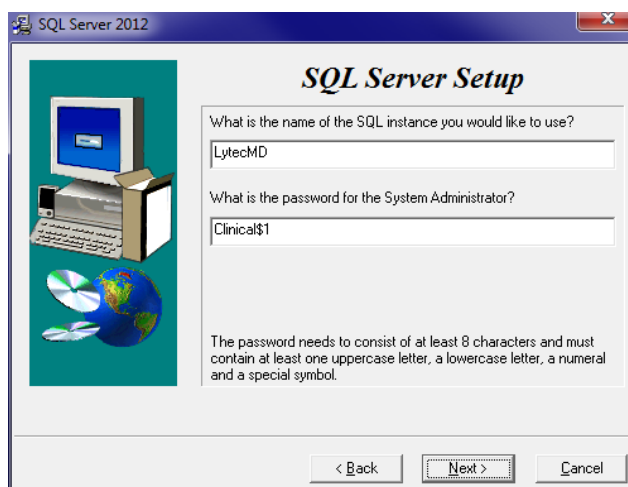 SQL Server 2012
SQL Server Setup
What is the name of the SQL instance you would like to use?
LytecMD
What is the password for the System Administrator?
Clinical$1
The password needs to consist of at least 8 characters and must
contain at least one uppercase letter, a lowercase letter, a numeral
and a special symbol.
< Back
Next >
Cancel